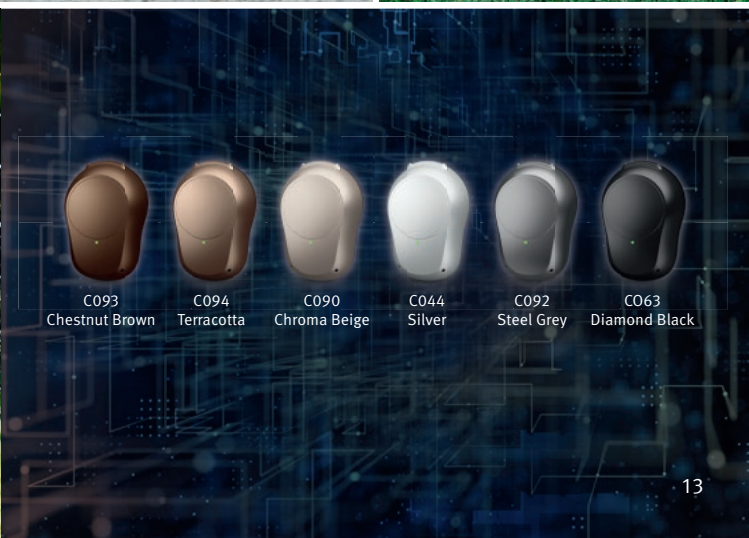 C093
Chestnut Brown
C094
Terracotta
C090
Chroma Beige
C044
Silver
C092
Steel Grey
CO63
Diamond Black
13